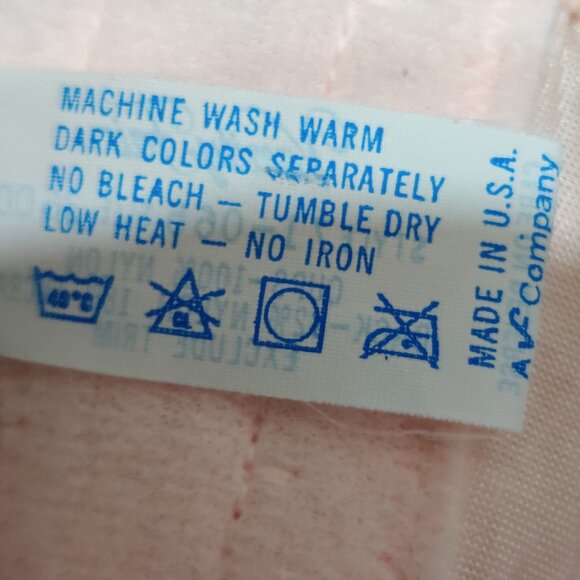 MACHINE WASH WARM
DARK COLORS SEPARATELY
NO BLEACH — TUMBLE DRY
LOW HEAT — NO IRON
40°C
CL
MADE IN U.S.A.
A VF Company